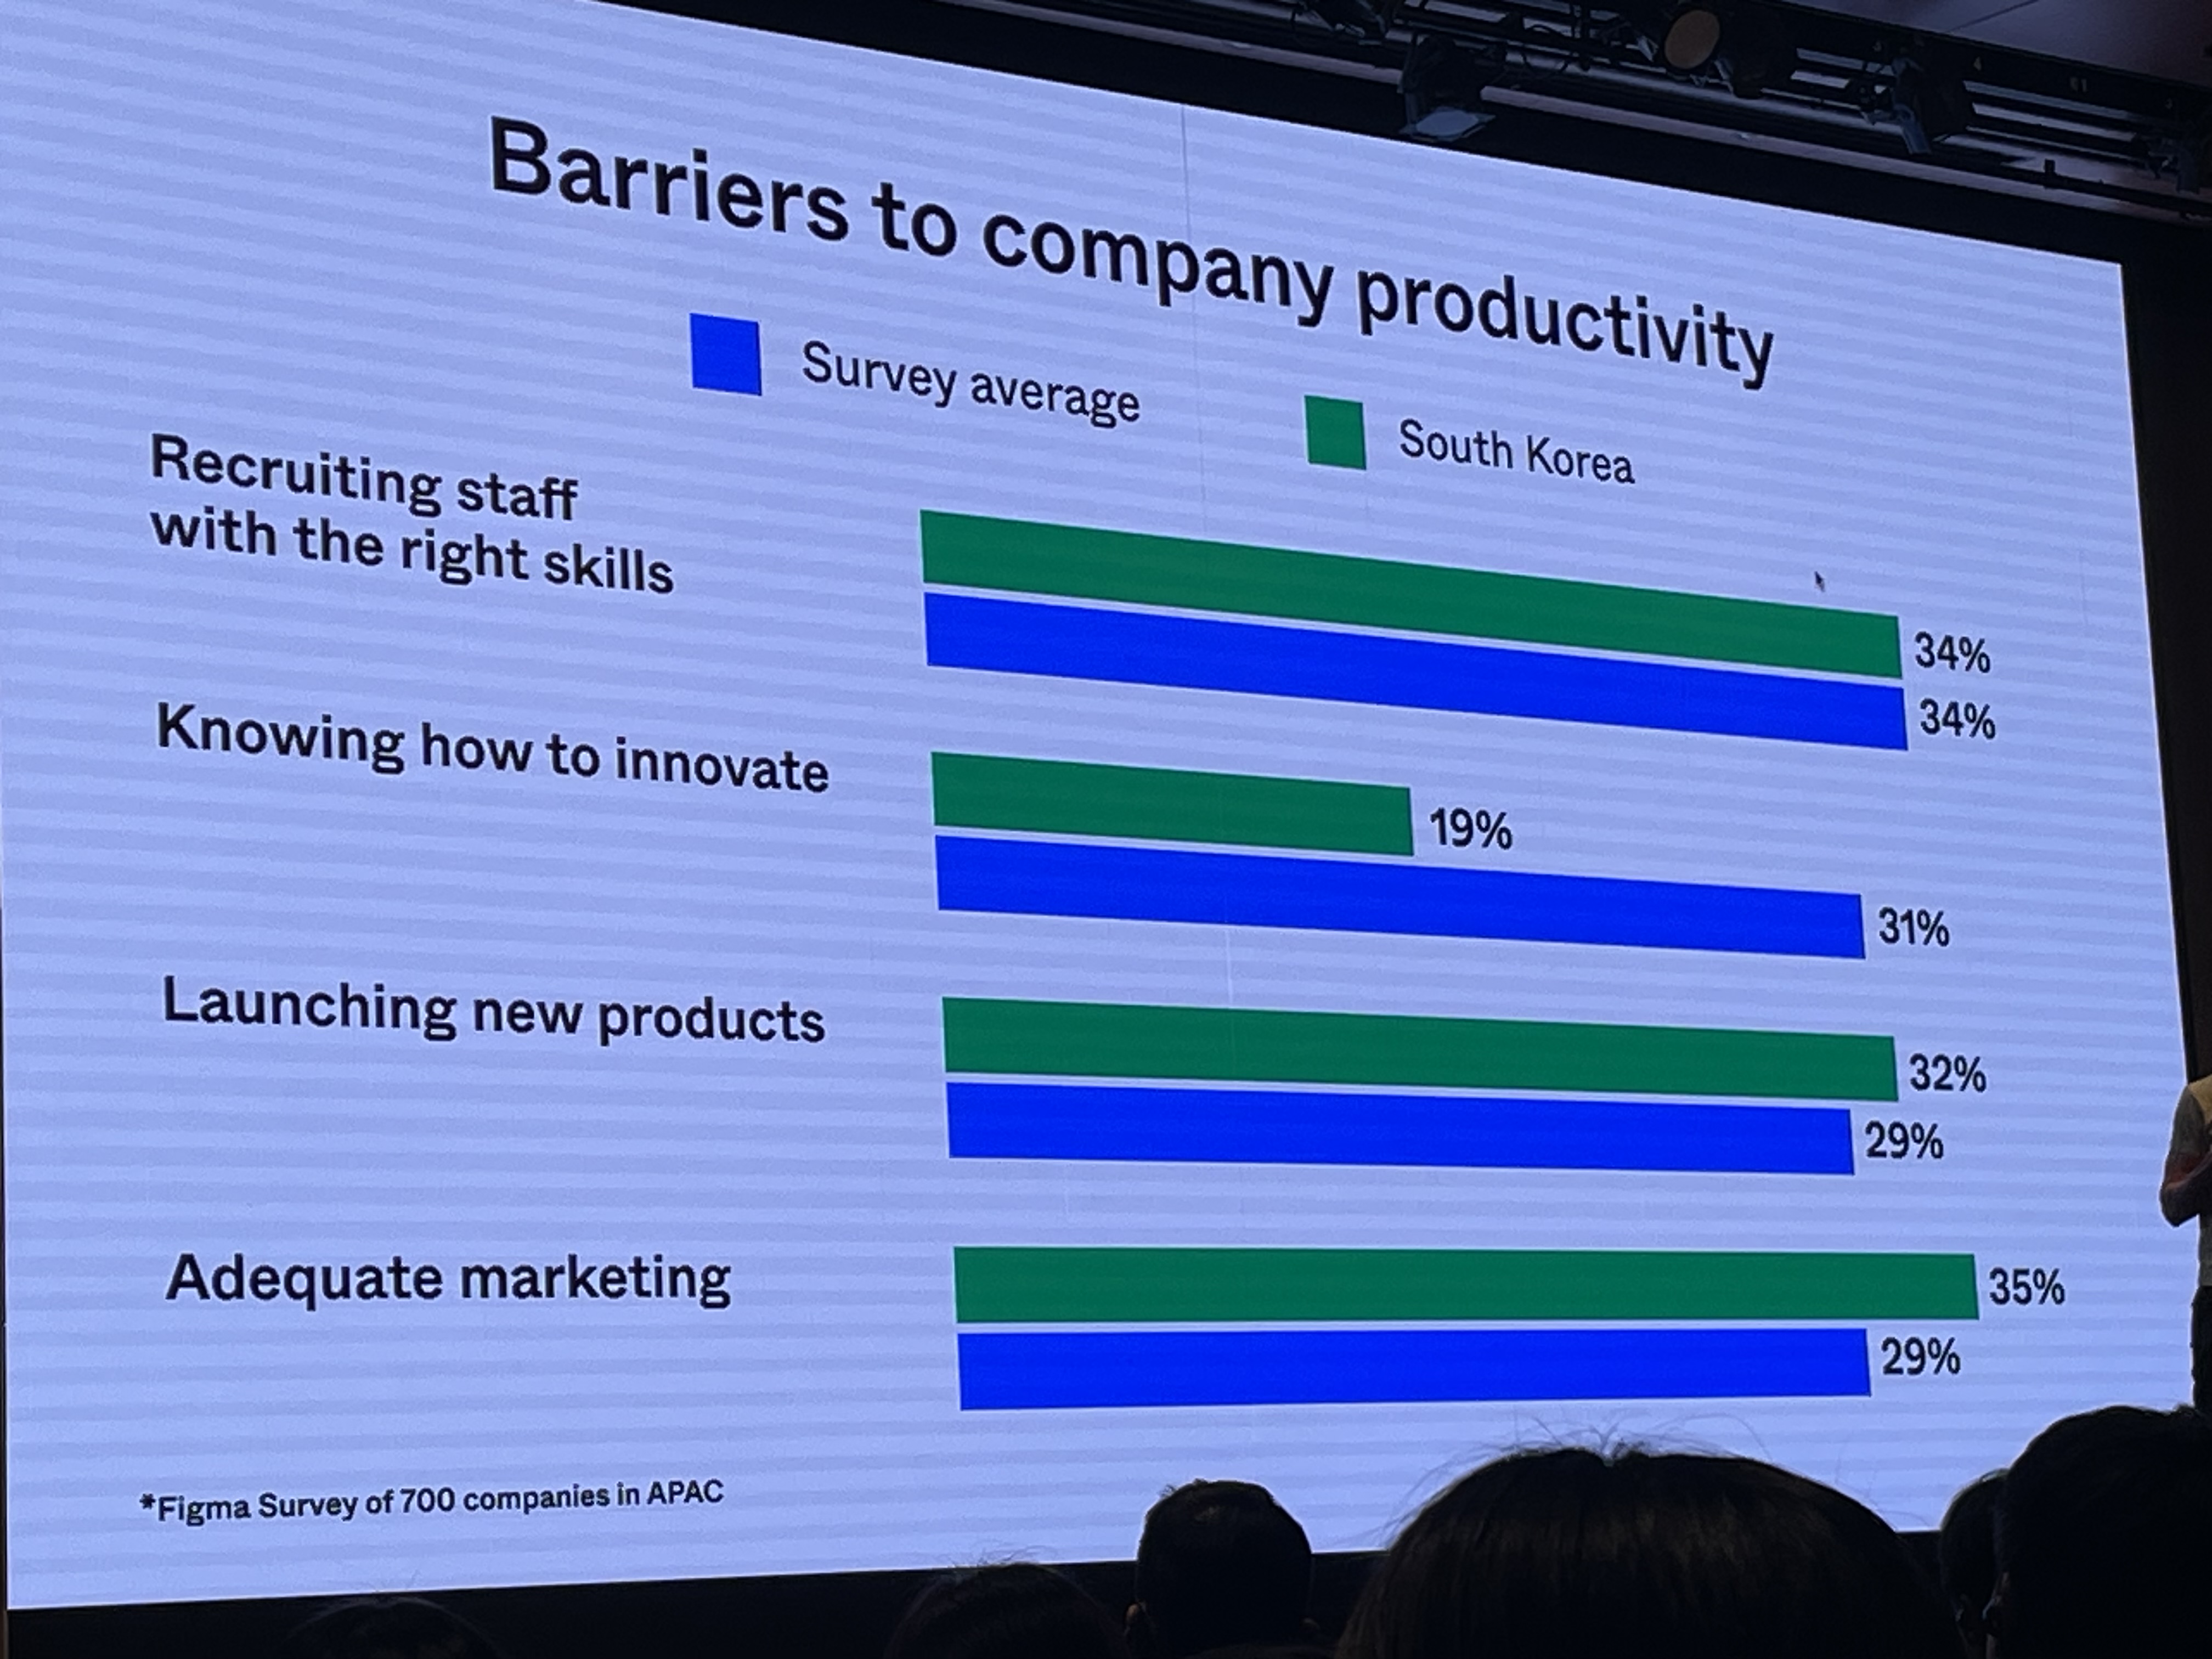 Barriers to company productivity
Survey average
South Korea
Recruiting staff
with the right skills
34%
34%
Knowing how to innovate
19%
31%
Launching new products
32%
29%
Adequate marketing
35%
29%
*Figma Survey of 700 companies in APAC